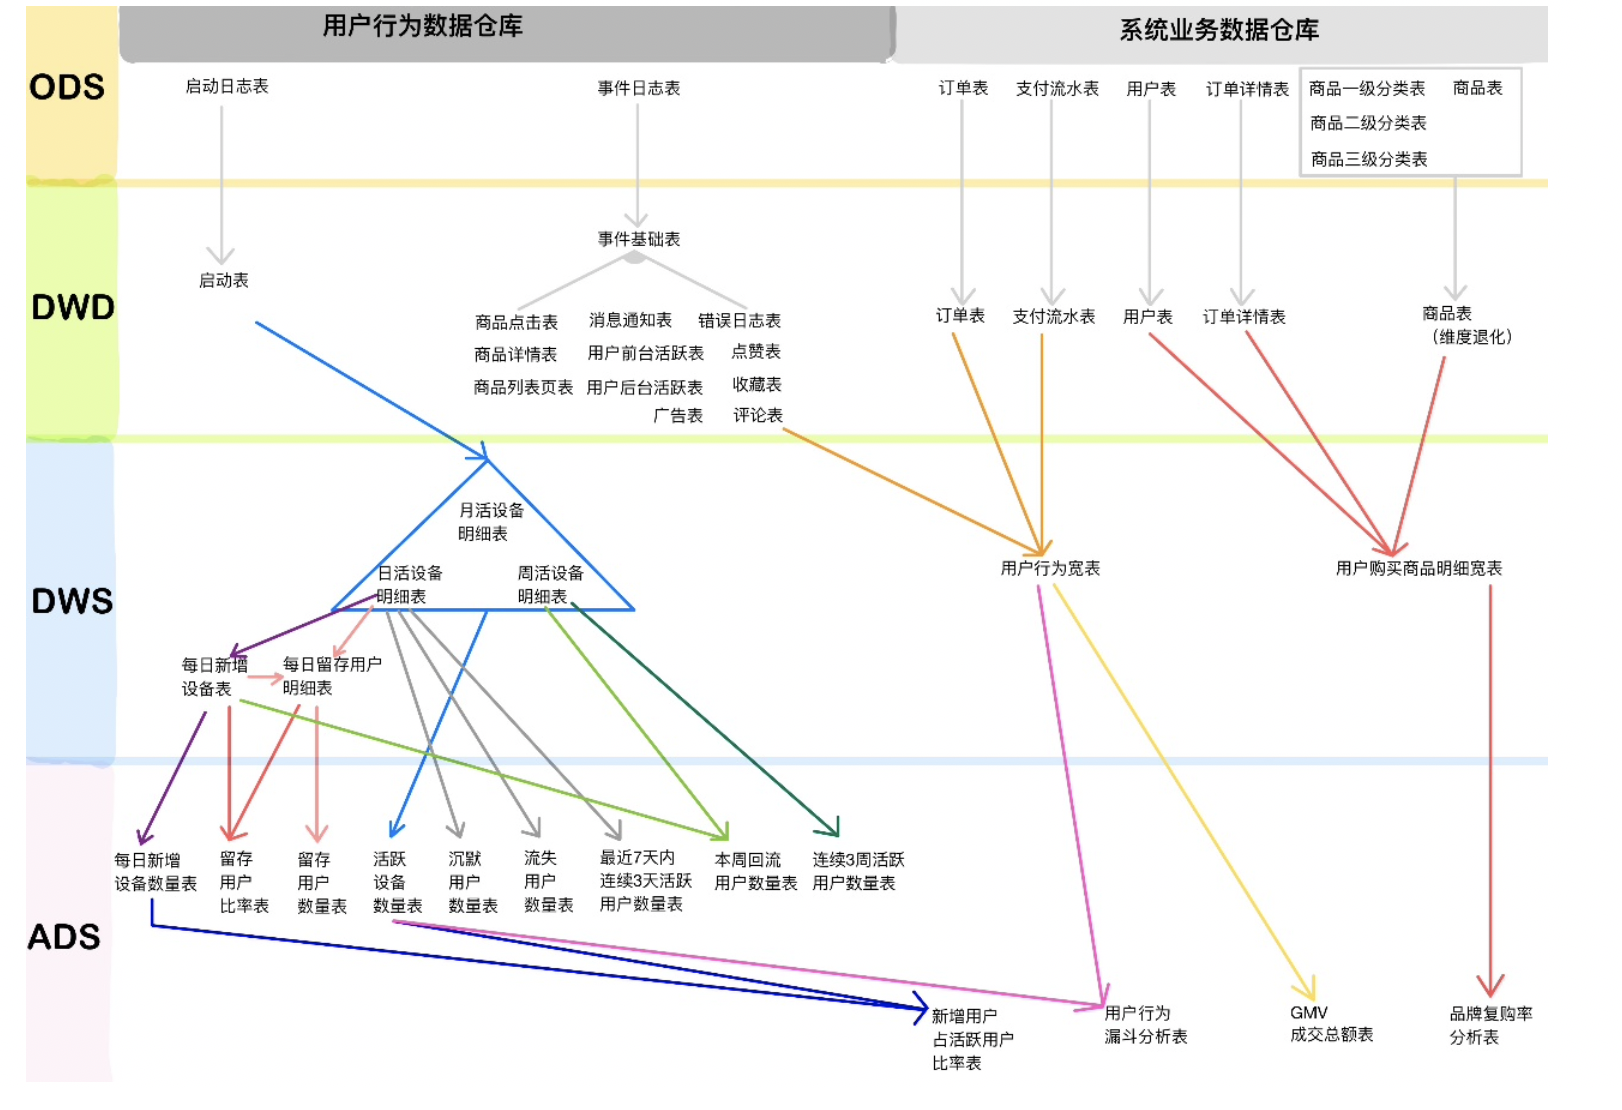 用户行为数据仓库
系统业务数据仓库
ODS
启动日志表
事件日志表
订单表
支付流水表
用户表
订单详情表
商品一级分类表
商品表
商品二级分类表
商品三级分类表
DWD
启动表
事件基础表
商品点击表
消息通知表
错误日志表
商品详情表
用户前台活跃表
点赞表
商品列表页表
用户后台活跃表
收藏表
广告表
评论表
订单表
支付流水表
用户表
订单详情表
商品表
(维度退化)
DWS
月活设备
明细表
日活设备
明细表
周活设备
明细表
用户行为宽表
用户购买商品明细宽表
每日新增
设备表
每日留存用户
明细表
ADS
每日新增
设备数量表
留存
用户
比率表
留存
用户
数量表
活跃
设备
数量表
沉默
用户
数量表
流失
用户
数量表
最近7天内
连续3天活跃
用户数量表
本周回流
用户数量表
连续3周活跃
用户数量表
新增用户
占活跃用户
比率表
用户行为
漏斗分析表
GMV
成交总额表
品牌复购率
分析表